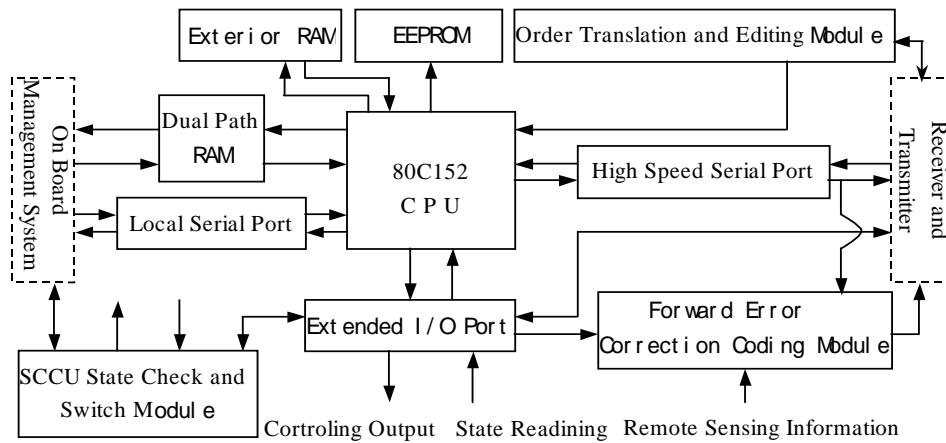 Exterior RAM
EEPROM
Order Translation and Editing Module
On Board
Management System
Dual Path
RAM
80C152
CPU
High Speed Serial Port
Receiver and
Transmitter
Local Serial Port
Extended I/O Port
Forward Error
Correction Coding Module
SCCU State Check and
Switch Module
Controling Output
State Readining
Remote Sensing Information